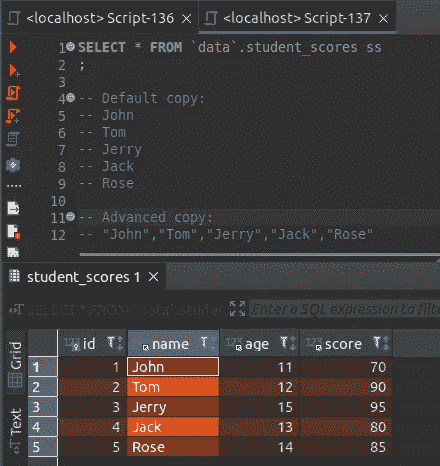 <localhost> Script-136
<localhost> Script-137
1 SELECT * FROM `data`.student_scores ss
2 ;
3
4 -- Default copy:
5 -- John
6 -- Tom
7 -- Jerry
8 -- Jack
9 -- Rose
10
11 -- Advanced copy:
12 -- "John","Tom","Jerry","Jack","Rose"
student_scores 1
SELECT * FROM `data`.stude
Enter a SQL expression to filte
Grid
Text
123 id name 123 age 123 score
1 1 John 11 70
2 2 Tom 12 90
3 3 Jerry 15 95
4 4 Jack 13 80
5 5 Rose 14 85